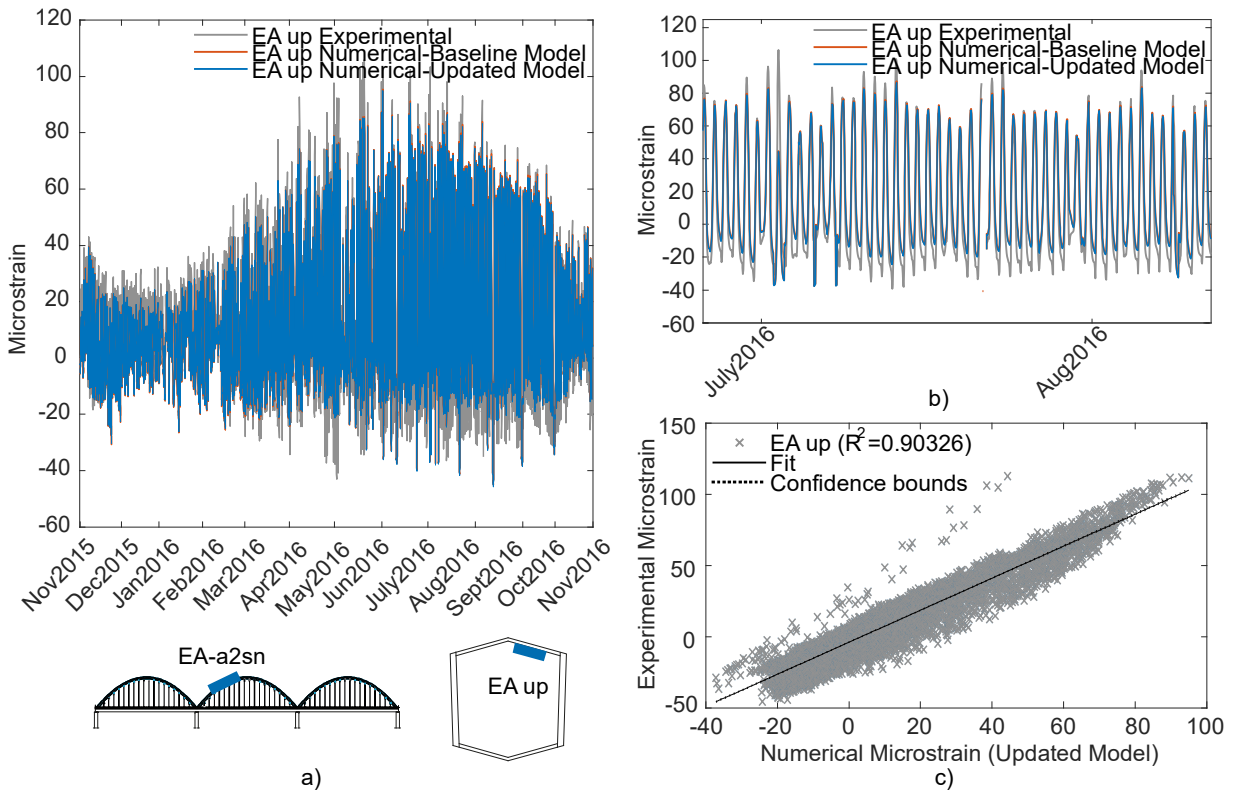 120
100
80
60
40
20
0
-20
-40
-60
Microstrain
EA up Experimental
EA up Numerical-Baseline Model
EA up Numerical-Updated Model
Nov2015
Dec2015
Jan2016
Feb2016
Mar2016
Apr2016
May2016
Jun2016
July2016
Aug2016
Sept2016
Oct2016
Nov2016
EA-a2sn
EA up
a)
120
100
80
60
40
20
0
-20
-40
-60
Microstrain
EA up Experimental
EA up Numerical-Baseline Model
EA up Numerical-Updated Model
July2016
Aug2016
b)
150
100
50
0
-50
Experimental Microstrain
EA up (R²=0.90326)
Fit
Confidence bounds
-40 -20 0 20 40 60 80 100
Numerical Microstrain (Updated Model)
c)